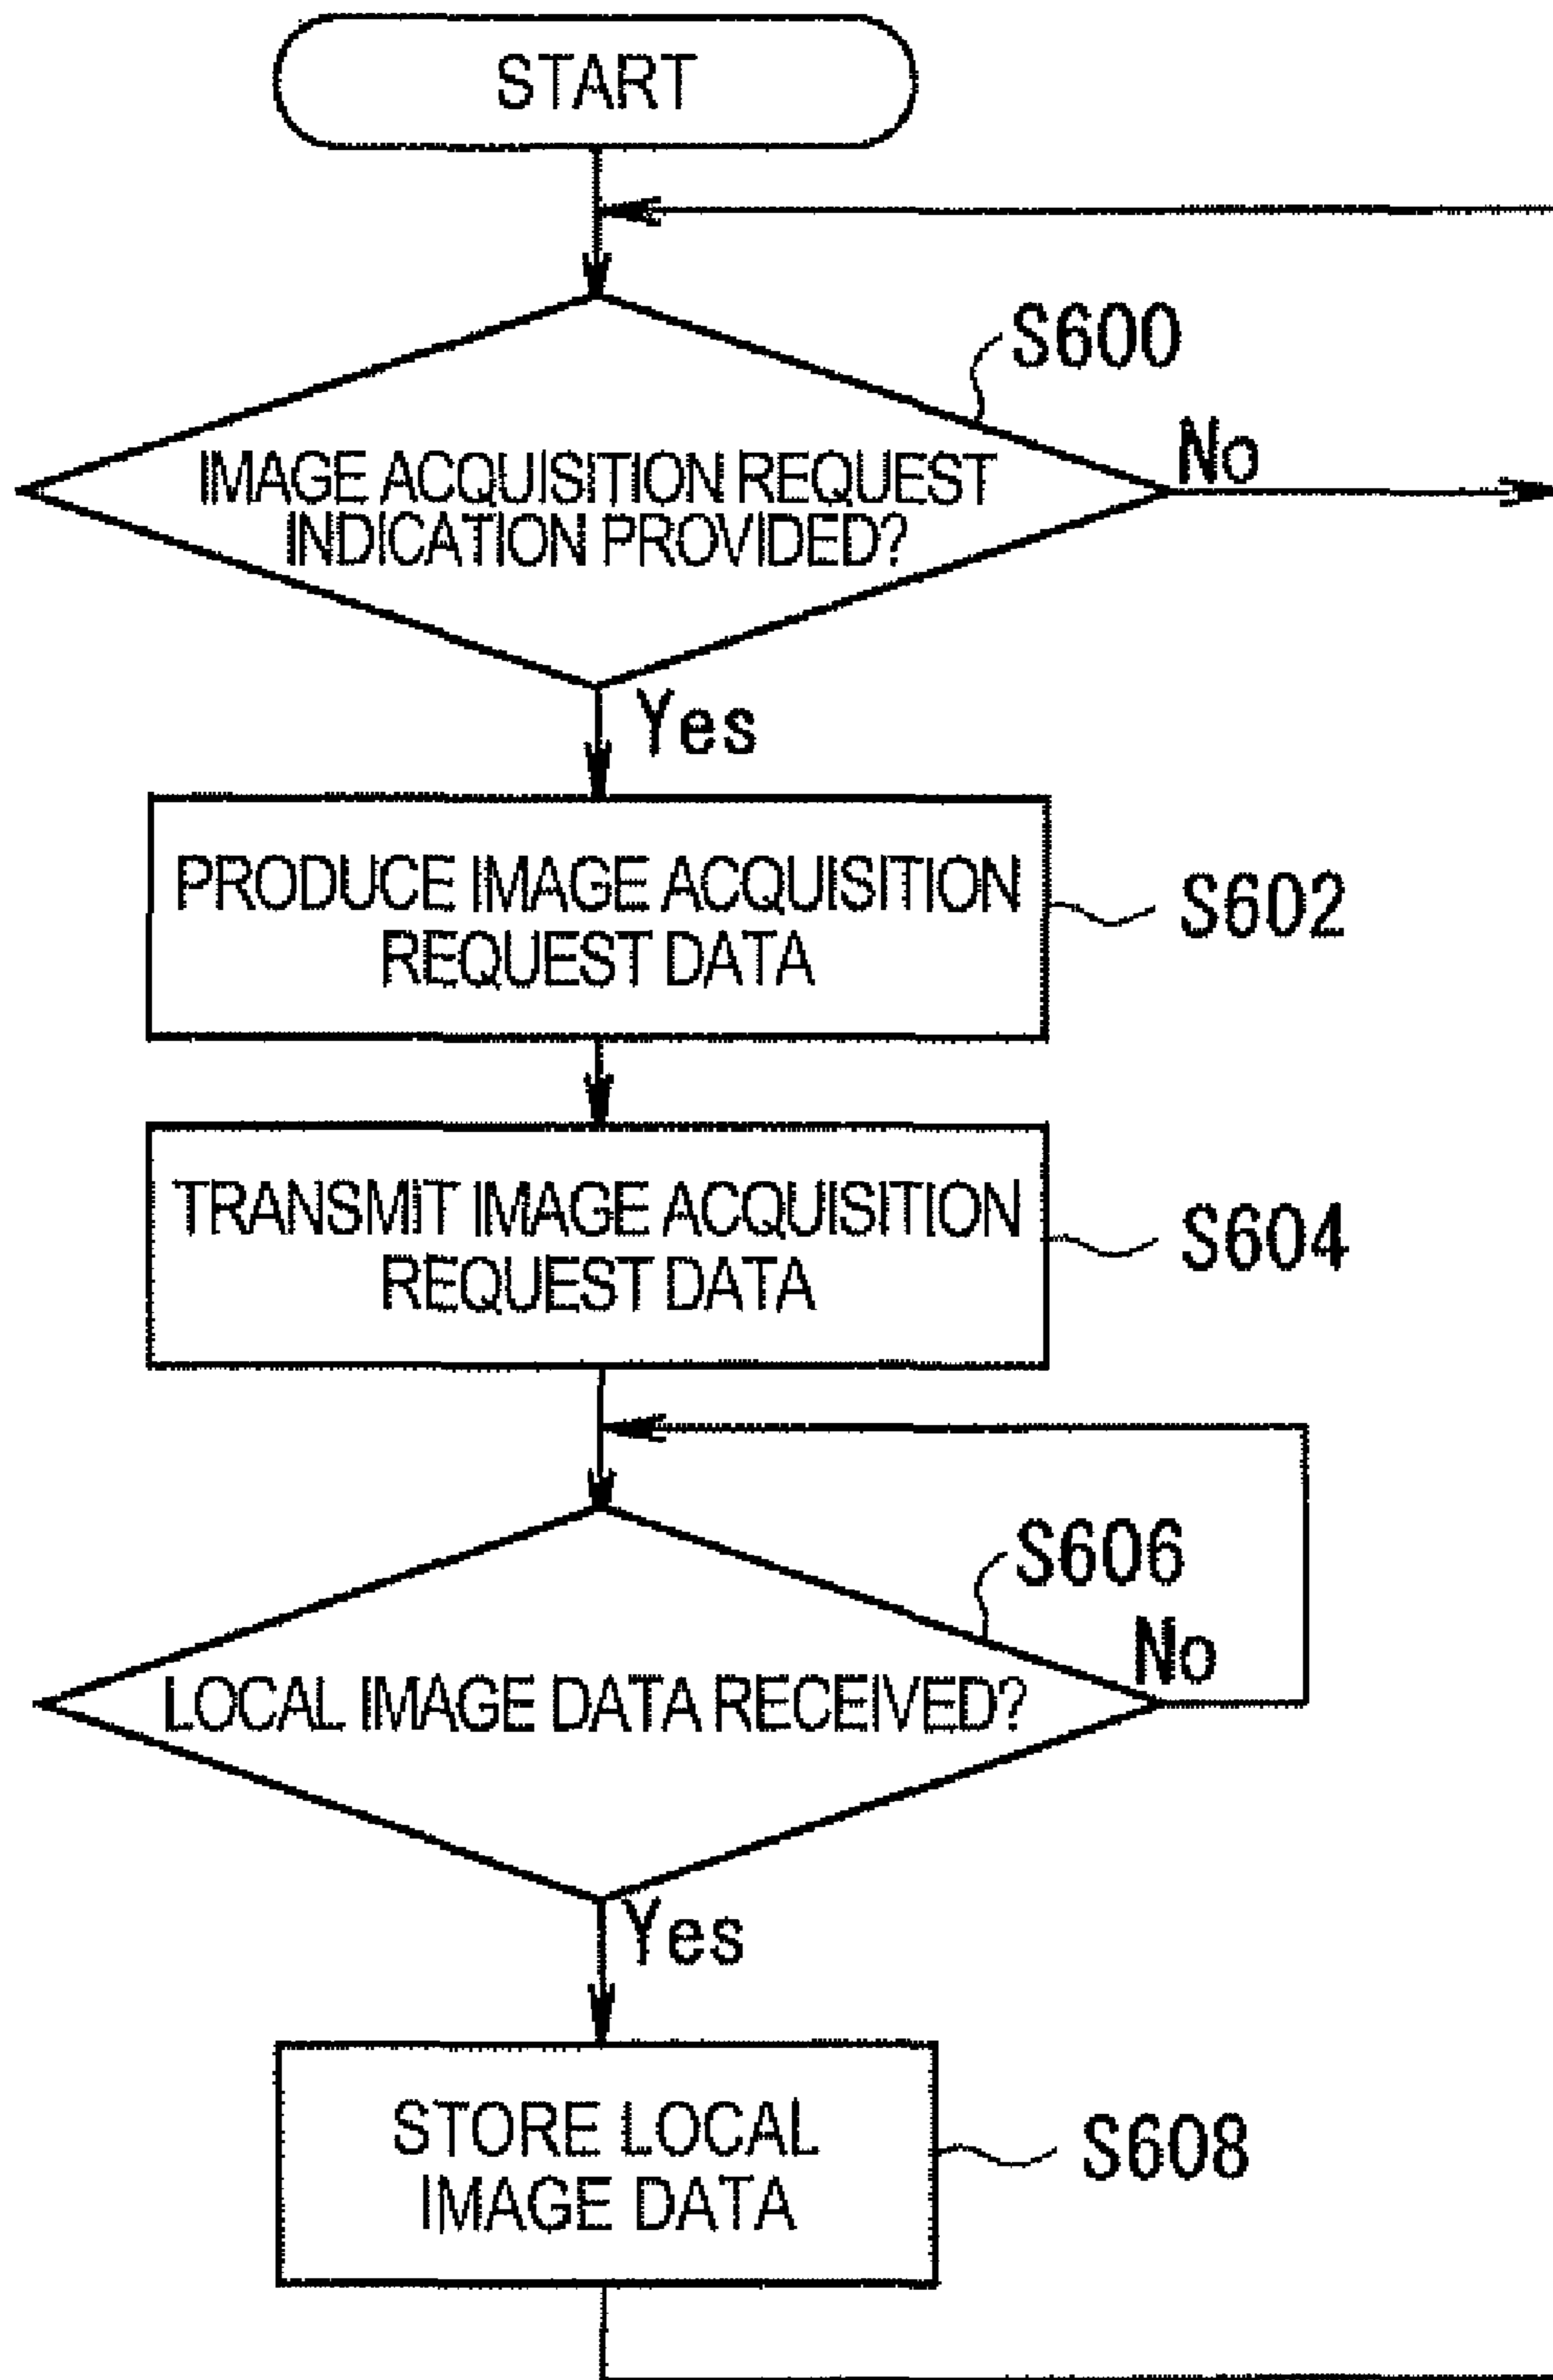 START
S600
No
IMAGE ACQUISITION REQUEST
INDICATION PROVIDED?
Yes
PRODUCE IMAGE ACQUISITION
REQUEST DATA
S602
TRANSMIT IMAGE ACQUISITION
REQUEST DATA
S604
S606
No
LOCAL IMAGE DATA RECEIVED?
Yes
STORE LOCAL
IMAGE DATA
S608